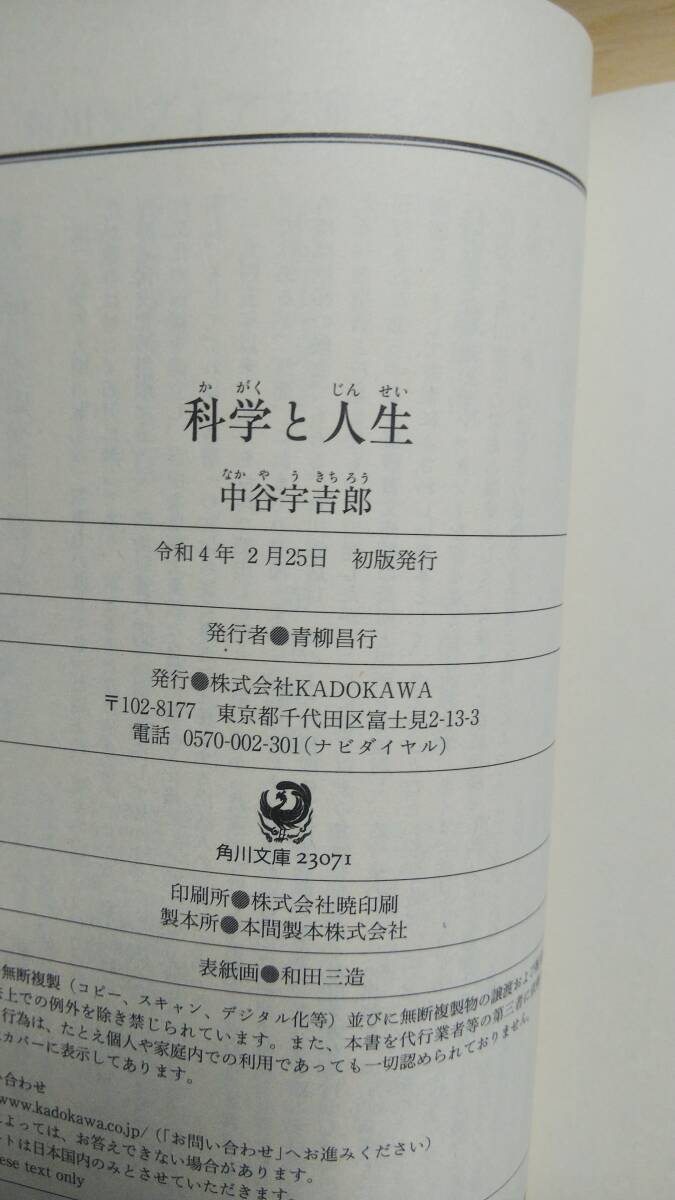 か がく じん せい
科学と人生
なか や う きち ろう
中谷宇吉郎
令和4年 2月25日 初版発行
発行者●青柳昌行
発行●株式会社KADOKAWA
〒102-8177 東京都千代田区富士見2-13-3
電話 0570-002-301(ナビダイヤル)
角川文庫 23071
印刷所●株式会社暁印刷
製本所●本間製本株式会社
表紙画●和田三造
無断複製(コピー、スキャン、デジタル化等)並びに無断複製物の譲渡および
上での例外を除き禁じられています。また、本書を代行業者等の第三者に
行為は、たとえ個人や家庭内での利用であっても一切認められておりません。
カバーに表示してあります。
い合わせ
www.kadokawa.co.jp/(「お問い合わせ」へお進みください)
によっては、お答えできない場合があります。
ートは日本国内のみとさせていただきます。
ese text only